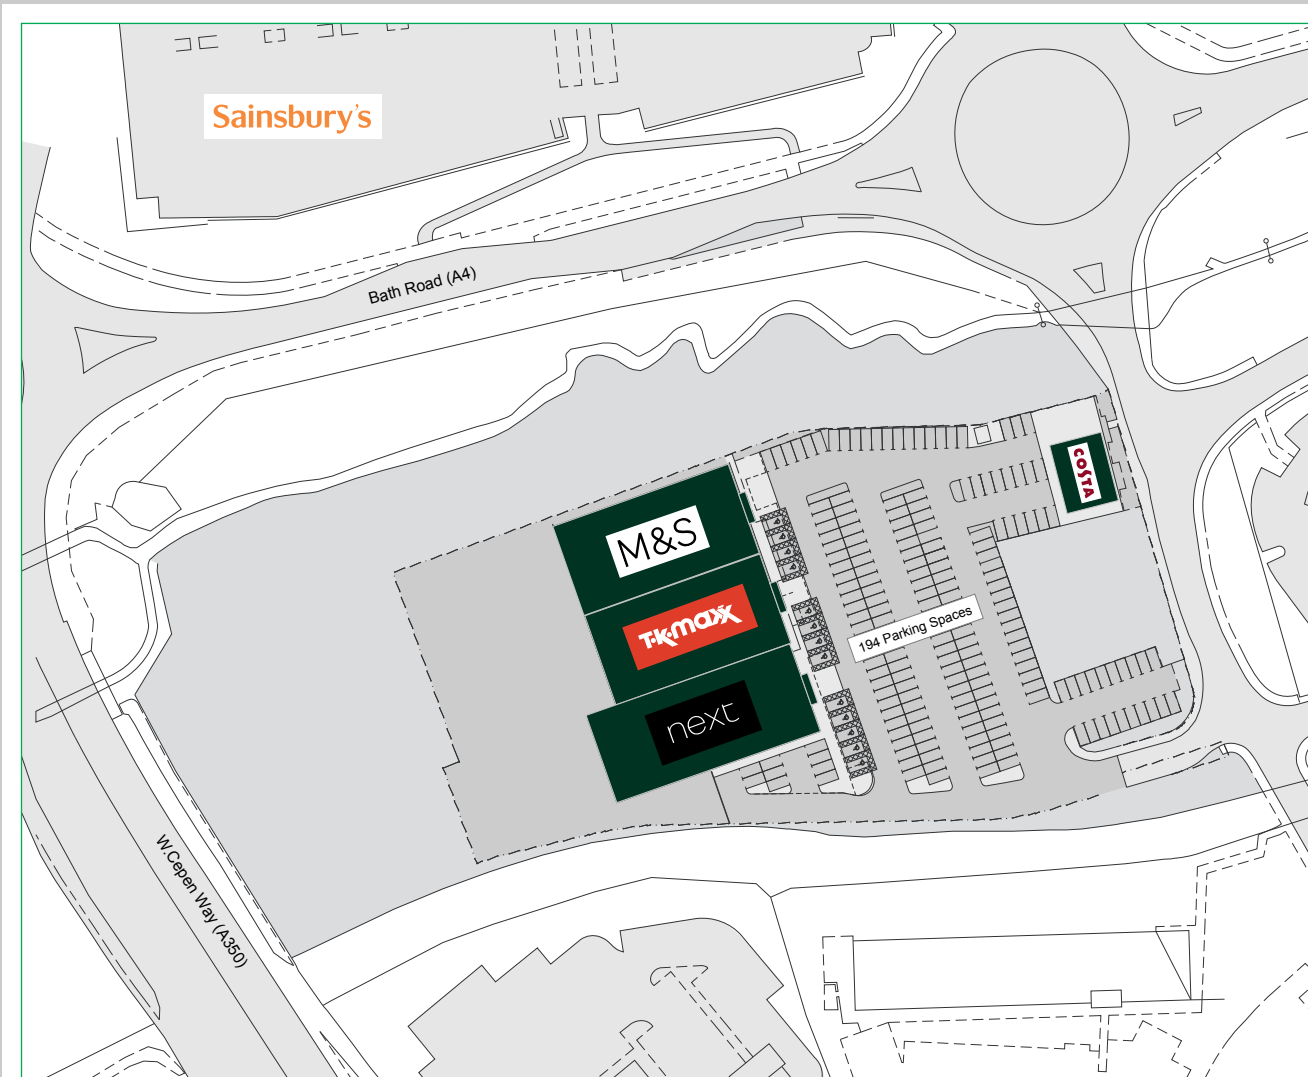 Sainsbury's
Bath Road (A4)
COSTA
M&S
T·K·maxx
194 Parking Spaces
next
W.Cepen Way (A350)